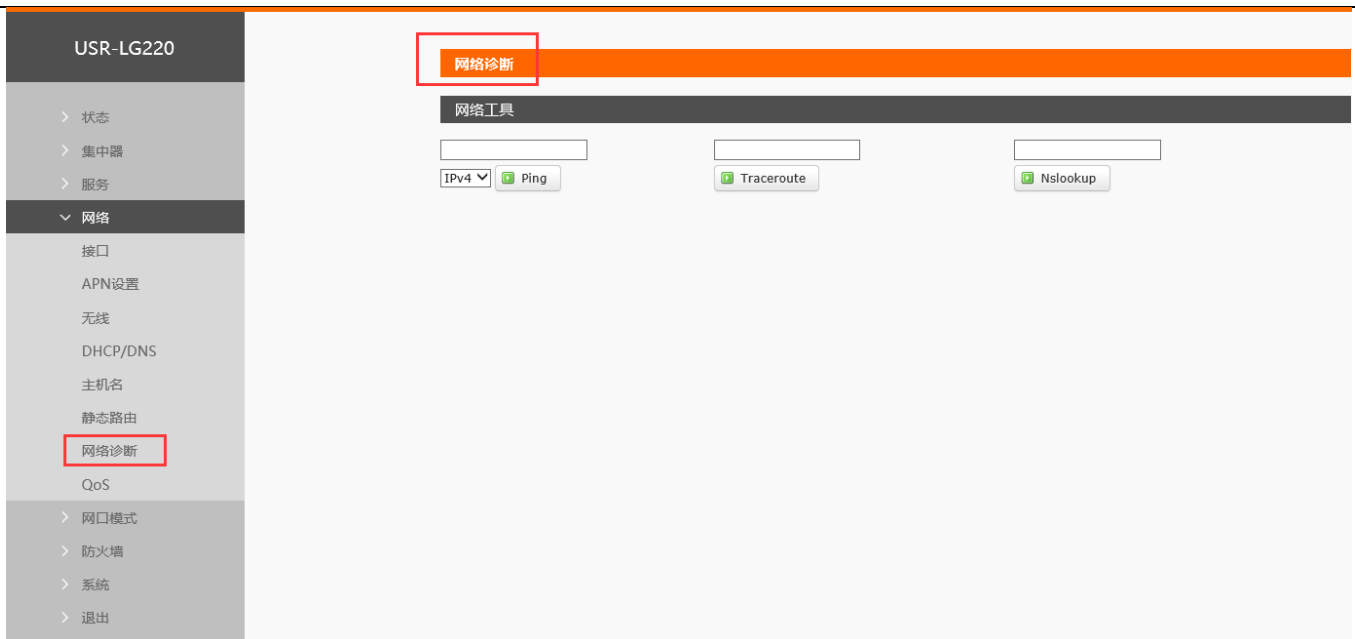 USR-LG220
状态
集中器
服务
网络
接口
APN设置
无线
DHCP/DNS
主机名
静态路由
网络诊断
QoS
网口模式
防火墙
系统
退出
网络诊断
网络工具
IPv4 Ping Traceroute Nslookup